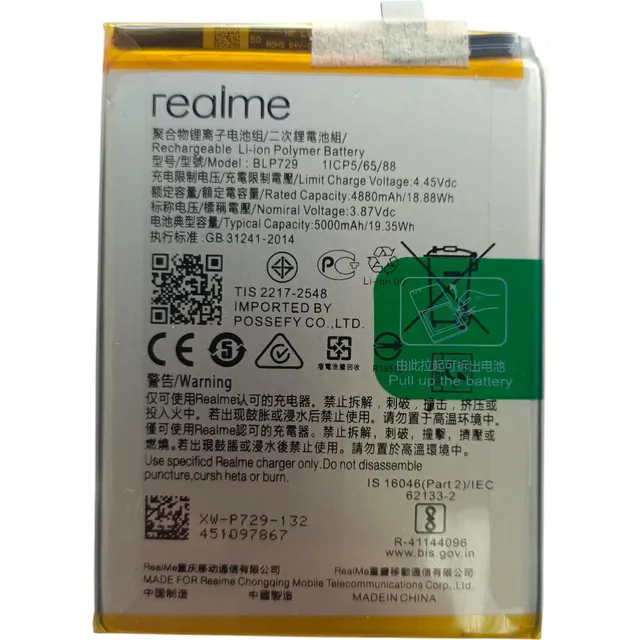 realme
聚合物锂离子电池组/二次鋰電池組/
Rechargeable Li-ion Polymer Battery
型号/型號/Model: BLP729 1ICP5/65/88
充电限制电压/充電限制電壓/Limit Charge Voltage:4.45Vdc
额定容量/額定電容量/Rated Capacity:4880mAh/18.88Wh
标称电压/標稱電壓/Nomiral Voltage:3.87Vdc
电池典型容量/Typical Capacity:5000mAh/19.35Wh
执行标准:GB 31241-2014
Li-ion
TIS 2217-2548
IMPORTED BY
POSSEFY CO.,LTD.
CE
5
廢電池請回收
由此拉起可拆出电池
Pull up the battery
警告/Warning
仅可使用Realme认可的充电器。禁止拆解，刺破，撞击，挤压或
投入火中。若出现鼓胀或浸水后禁止使用。请勿置于高温环境中。
僅可使用Realme認可的充電器。禁止拆解，刺破，撞擊，擠壓或
燃燒。若出現鼓脹或浸水後禁止使用。請勿置於高溫環境中。
Use specificd Realme charger only.Do not disassemble
puncture,cursh heta or burn.
IS 16046(Part 2)/IEC
62133-2
XW-P729-132
451097867
R-41144096
www.bis.gov.in
RealMe重庆移动通信有限公司 RealMe重慶移動通信有限公司
MADE FOR Realme Chongqing Mobile Telecommunications Corp.,Ltd.
中国制造 中國製造 MADE IN CHINA